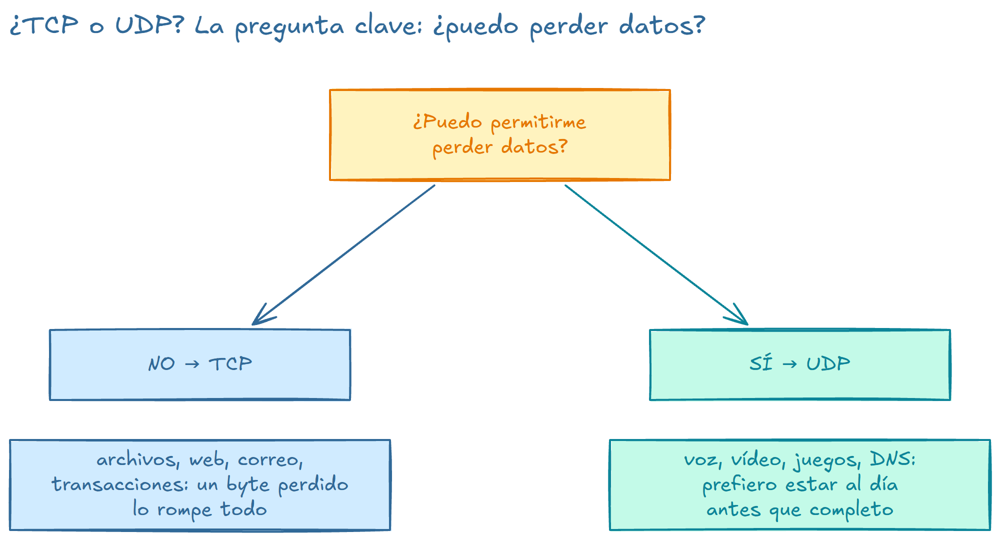 ¿TCP o UDP? La pregunta clave: ¿puedo perder datos?
¿Puedo permitirme
perder datos?
NO → TCP
SÍ → UDP
archivos, web, correo,
transacciones: un byte perdido
lo rompe todo
voz, vídeo, juegos, DNS:
prefiero estar al día
antes que completo